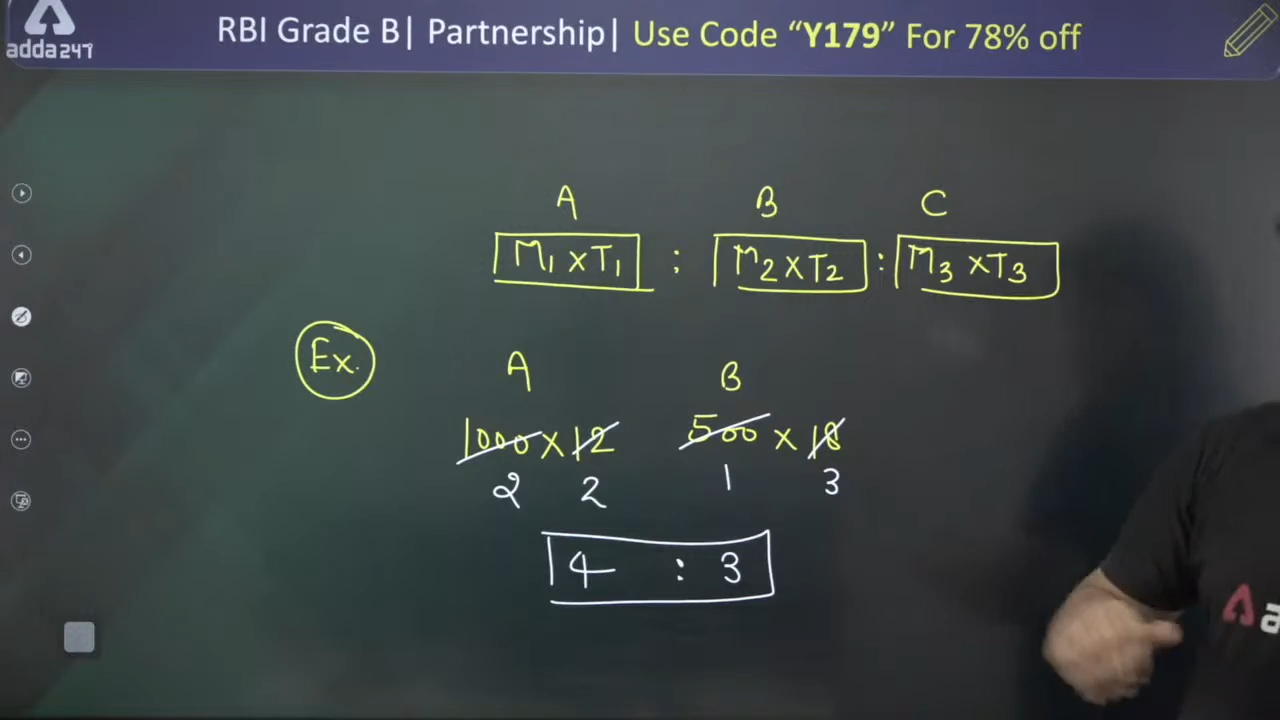 RBI Grade B| Partnership| Use Code “Y179” For 78% off
adda247
A B C
M₁ x T₁ : M₂ x T₂ : M₃ x T₃
Ex.
A B
1000 x 12 500 x 18
2 2 1 3
4 : 3
a